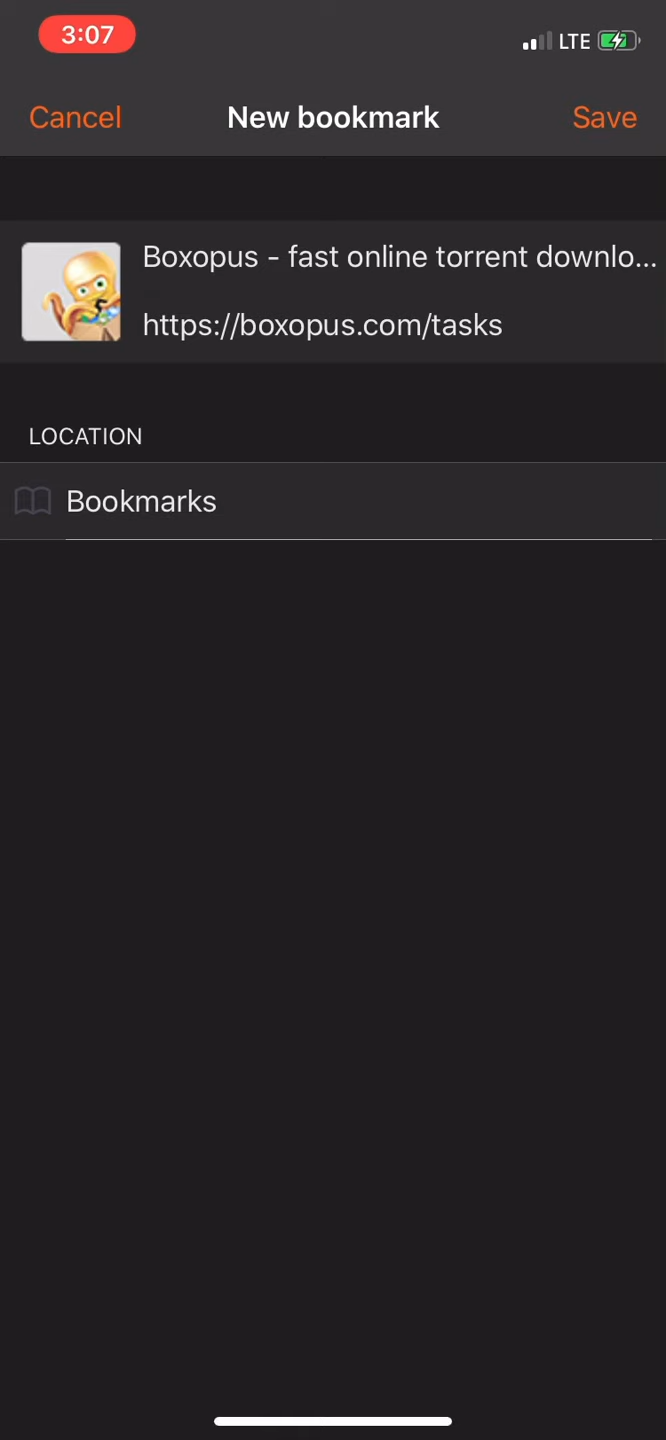 3:07
LTE
Cancel
New bookmark
Save
Boxopus - fast online torrent downlo...
https://boxopus.com/tasks
LOCATION
Bookmarks